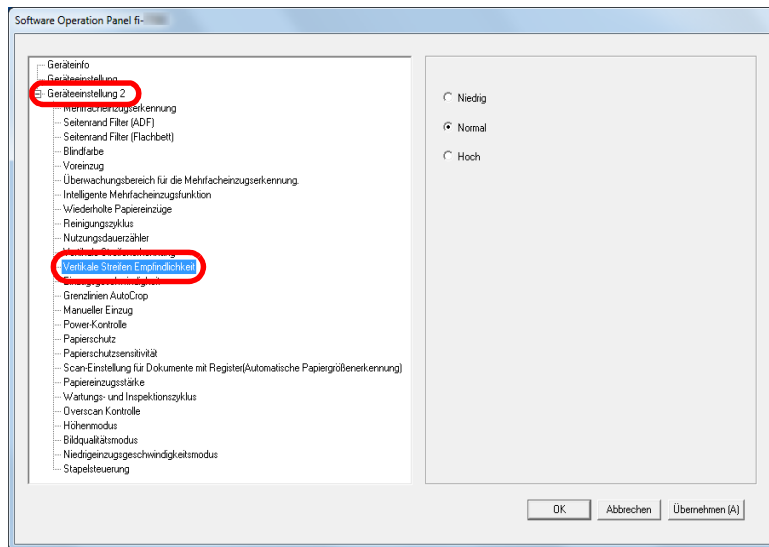 Software Operation Panel fi-
Geräteinfo
Geräteeinstellung
Geräteeinstellung 2
Mehrfacheinzugserkennung
Seitenrand Filter (ADF)
Seitenrand Filter (Flachbett)
Blindfarbe
Voreinzug
Überwachungsbereich für die Mehrfacheinzugserkennung.
Intelligente Mehrfacheinzugsfunktion
Wiederholte Papiereinzüge
Reinigungszyklus
Nutzungsdauerzähler
Vertikale Streifenerkennung
Vertikale Streifen Empfindlichkeit
Einzugsgeschwindigkeit
Grenzlinien AutoCrop
Manueller Einzug
Power-Kontrolle
Papierschutz
Papierschutzsensitivität
Scan-Einstellung für Dokumente mit Register(Automatische Papiergrößenerkennung)
Papiereinzugsstärke
Wartungs- und Inspektionszyklus
Overscan Kontrolle
Höhenmodus
Bildqualitätsmodus
Niedrigeinzugsgeschwindigkeitsmodus
Stapelsteuerung
Niedrig
Normal
Hoch
OK
Abbrechen
Übernehmen (A)